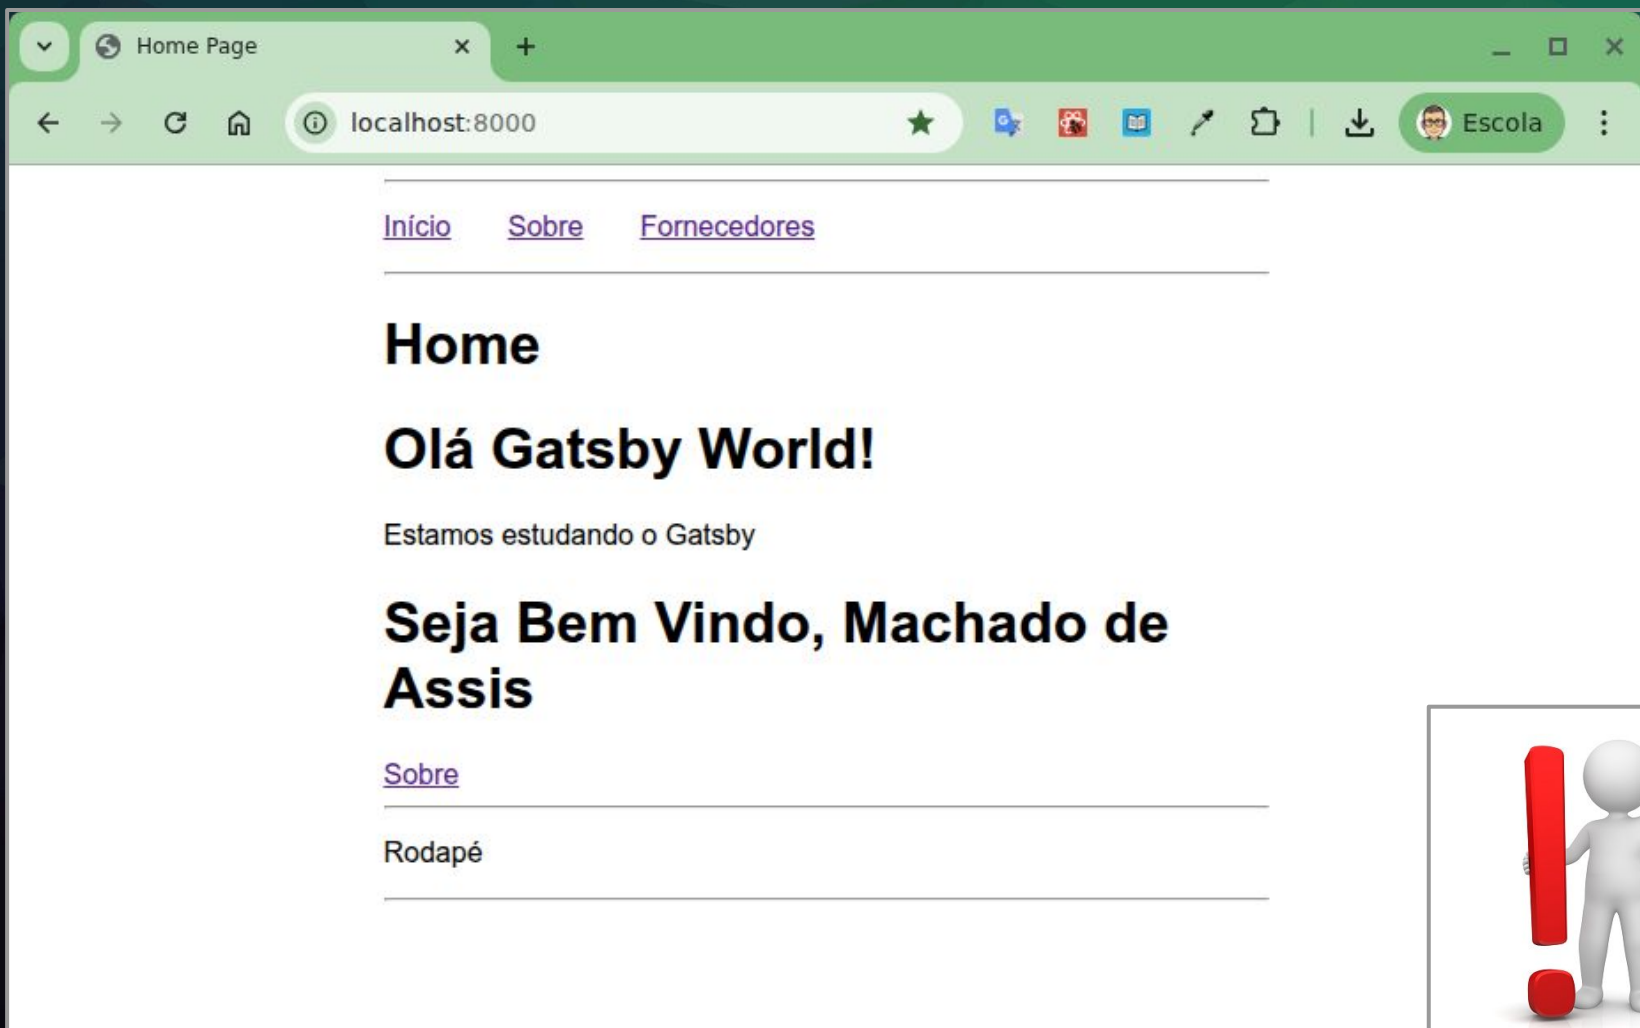 Home Page
localhost:8000
Escola
Início Sobre Fornecedores
Home
Olá Gatsby World!
Estamos estudando o Gatsby
Seja Bem Vindo, Machado de
Assis
Sobre
Rodapé